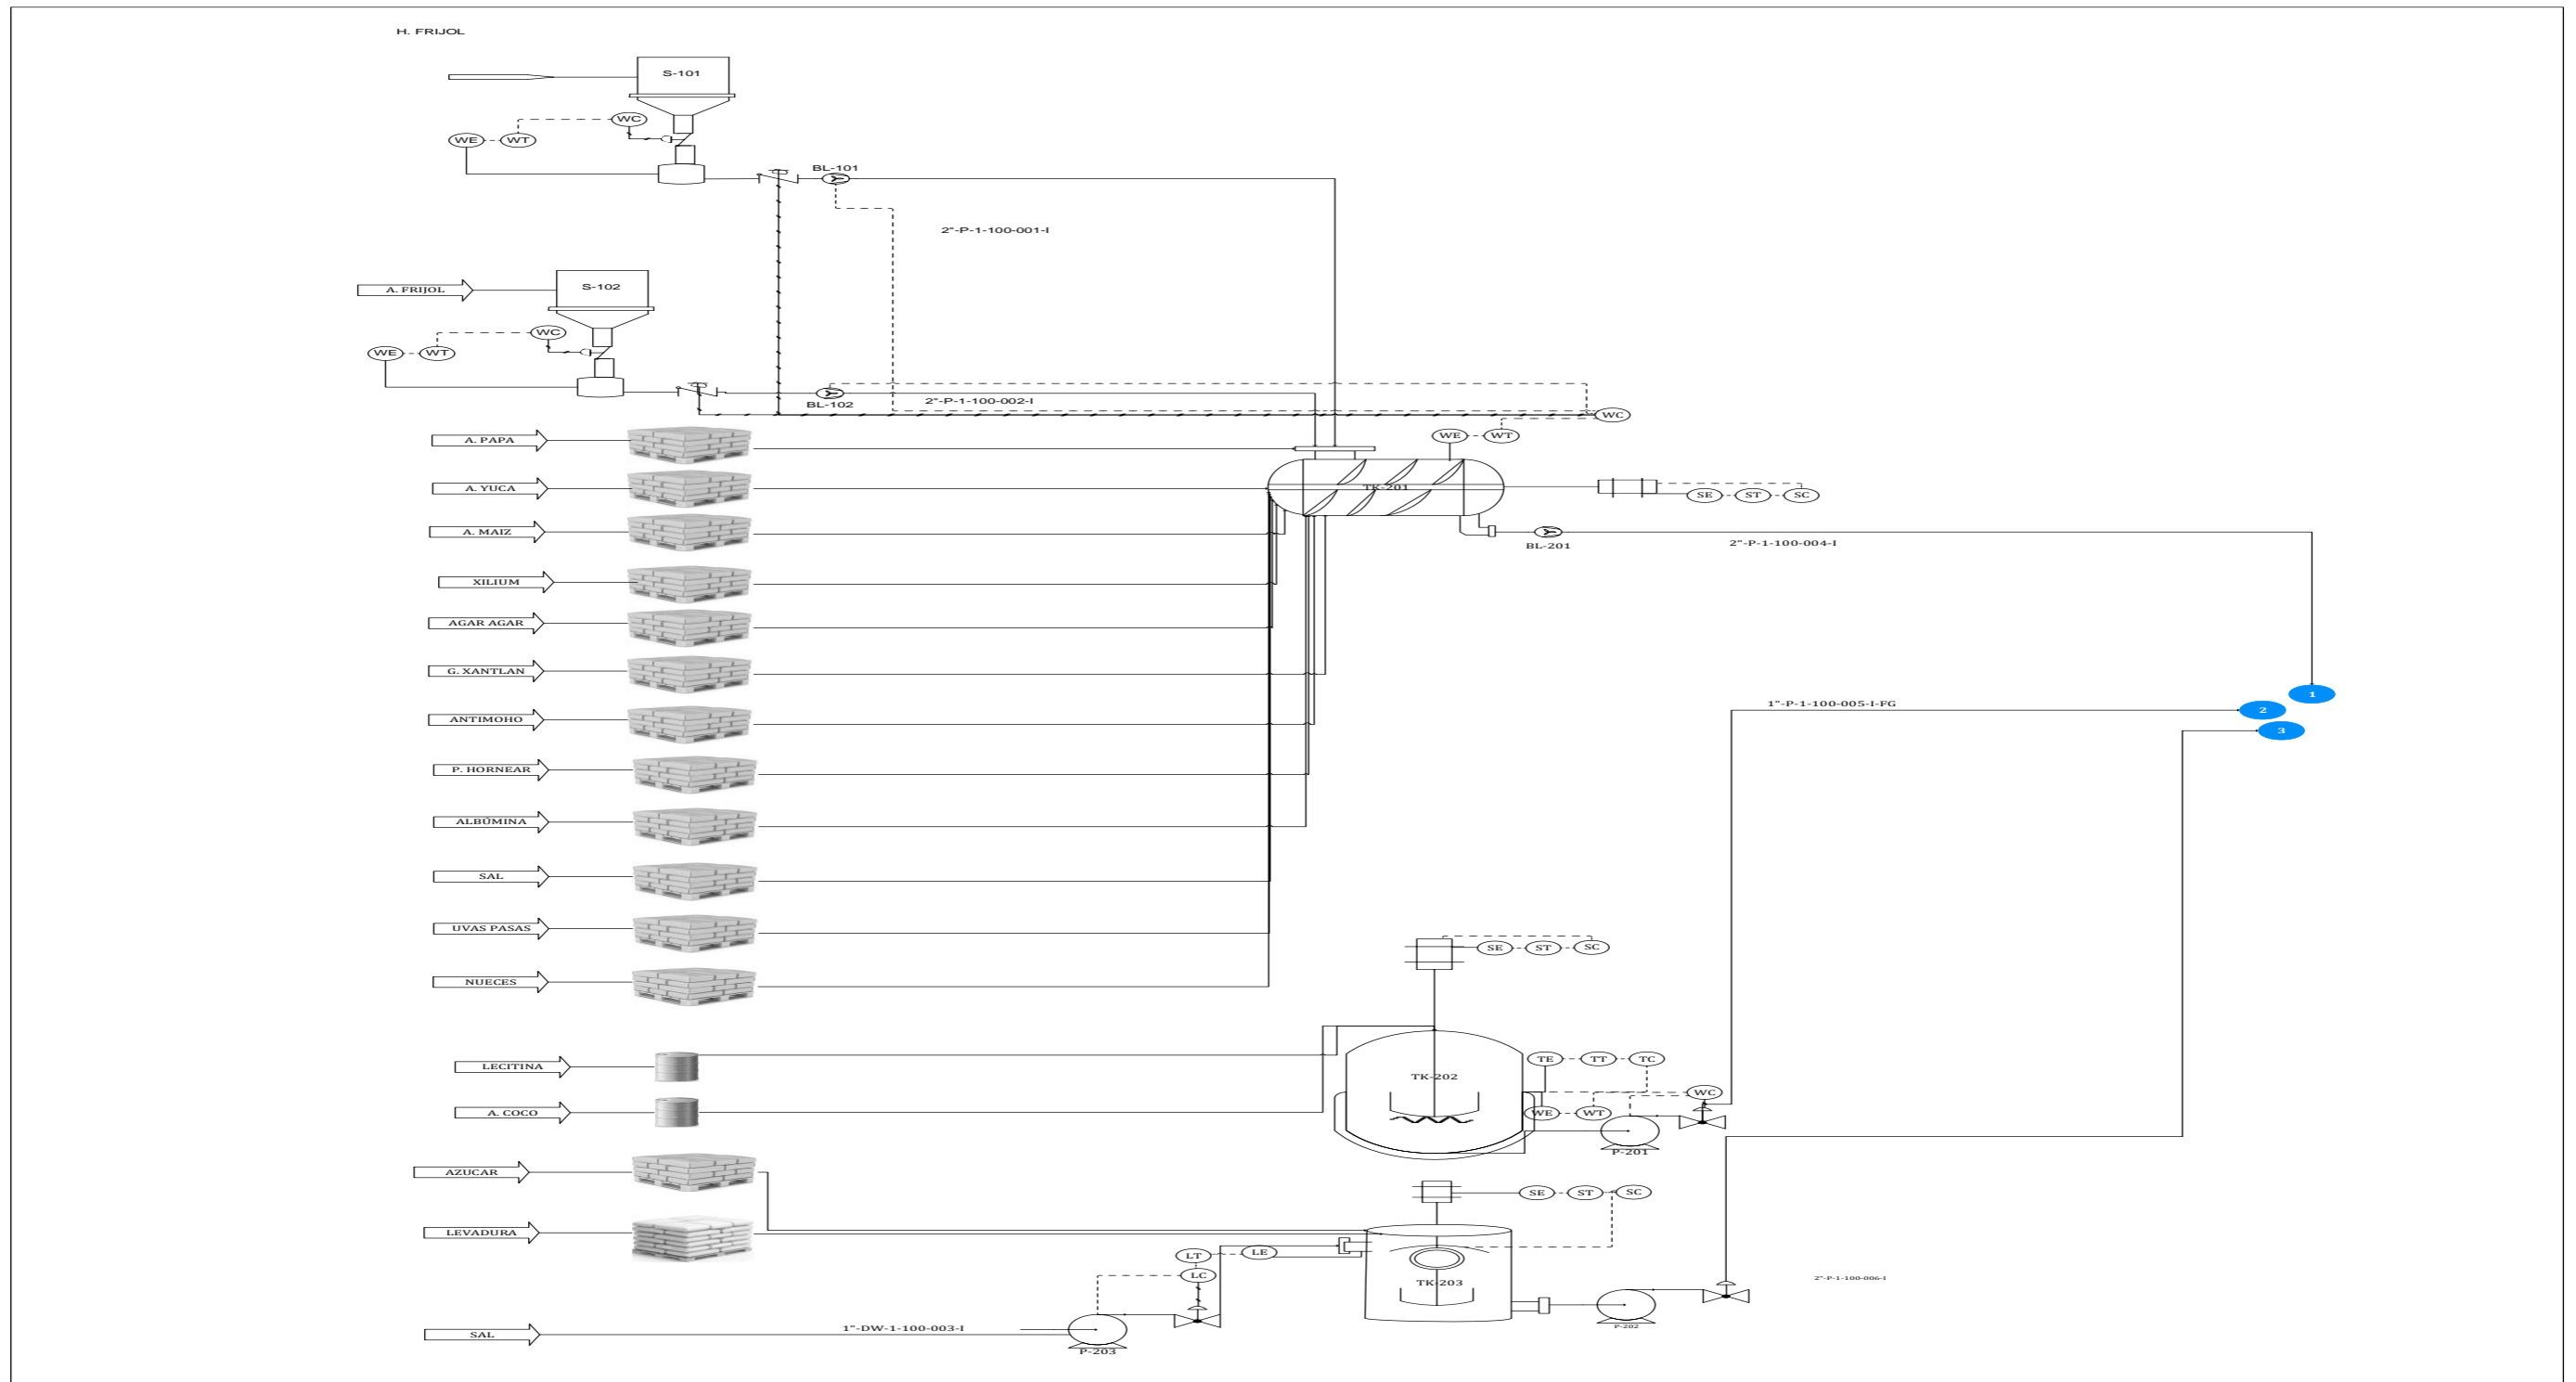 H. FRIJOL
S-101
WC
WE
WT
BL-101
2"-P-1-100-001-I
A. FRIJOL
S-102
WC
WE
WT
BL-102
2"-P-1-100-002-I
WC
A. PAPA
WE
WT
A. YUCA
TK-201
SE
ST
SC
A. MAIZ
BL-201
2"-P-1-100-004-I
XILIUM
AGAR AGAR
G. XANTLAN
1
1"-P-1-100-005-I-FG
2
ANTIMOHO
3
P. HORNEAR
ALBÚMINA
SAL
UVAS PASAS
SE
ST
SC
NUECES
LECITINA
TE
TT
TC
TK-202
WC
A. COCO
WE
WT
P-201
AZUCAR
SE
ST
SC
LEVADURA
LT
LE
LC
TK-203
2"-P-1-100-006-I
SAL
1"-DW-1-100-003-I
P-203
P-202